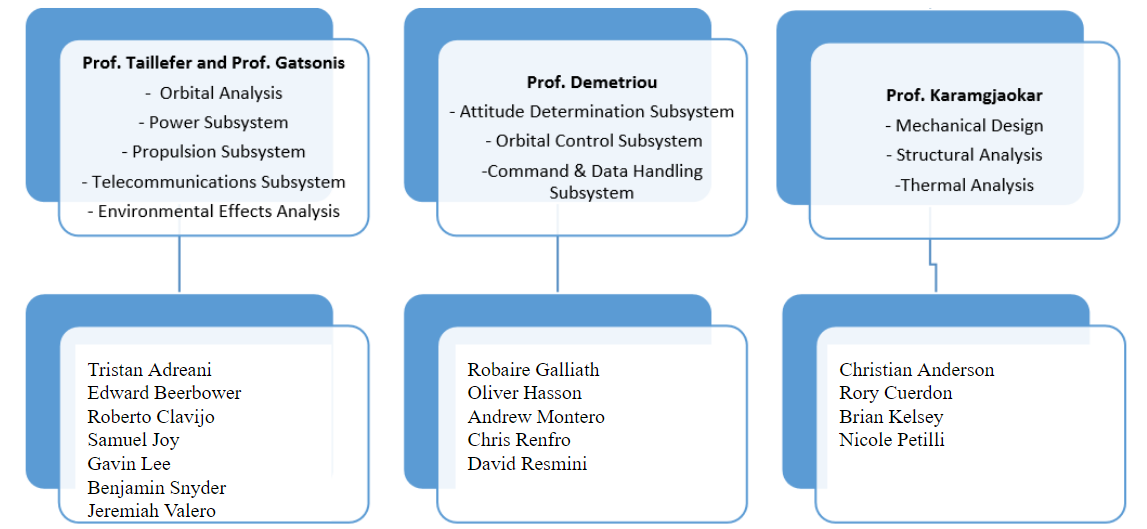 Prof. Taillefer and Prof. Gatsonis
- Orbital Analysis
- Power Subsystem
- Propulsion Subsystem
- Telecommunications Subsystem
- Environmental Effects Analysis
Prof. Demetriou
- Attitude Determination Subsystem
- Orbital Control Subsystem
-Command & Data Handling
Subsystem
Prof. Karamgjaokar
- Mechanical Design
- Structural Analysis
-Thermal Analysis
Tristan Adreani
Edward Beerbower
Roberto Clavijo
Samuel Joy
Gavin Lee
Benjamin Snyder
Jeremiah Valero
Robaire Galliath
Oliver Hasson
Andrew Montero
Chris Renfro
David Resmini
Christian Anderson
Rory Cuerdon
Brian Kelsey
Nicole Petilli